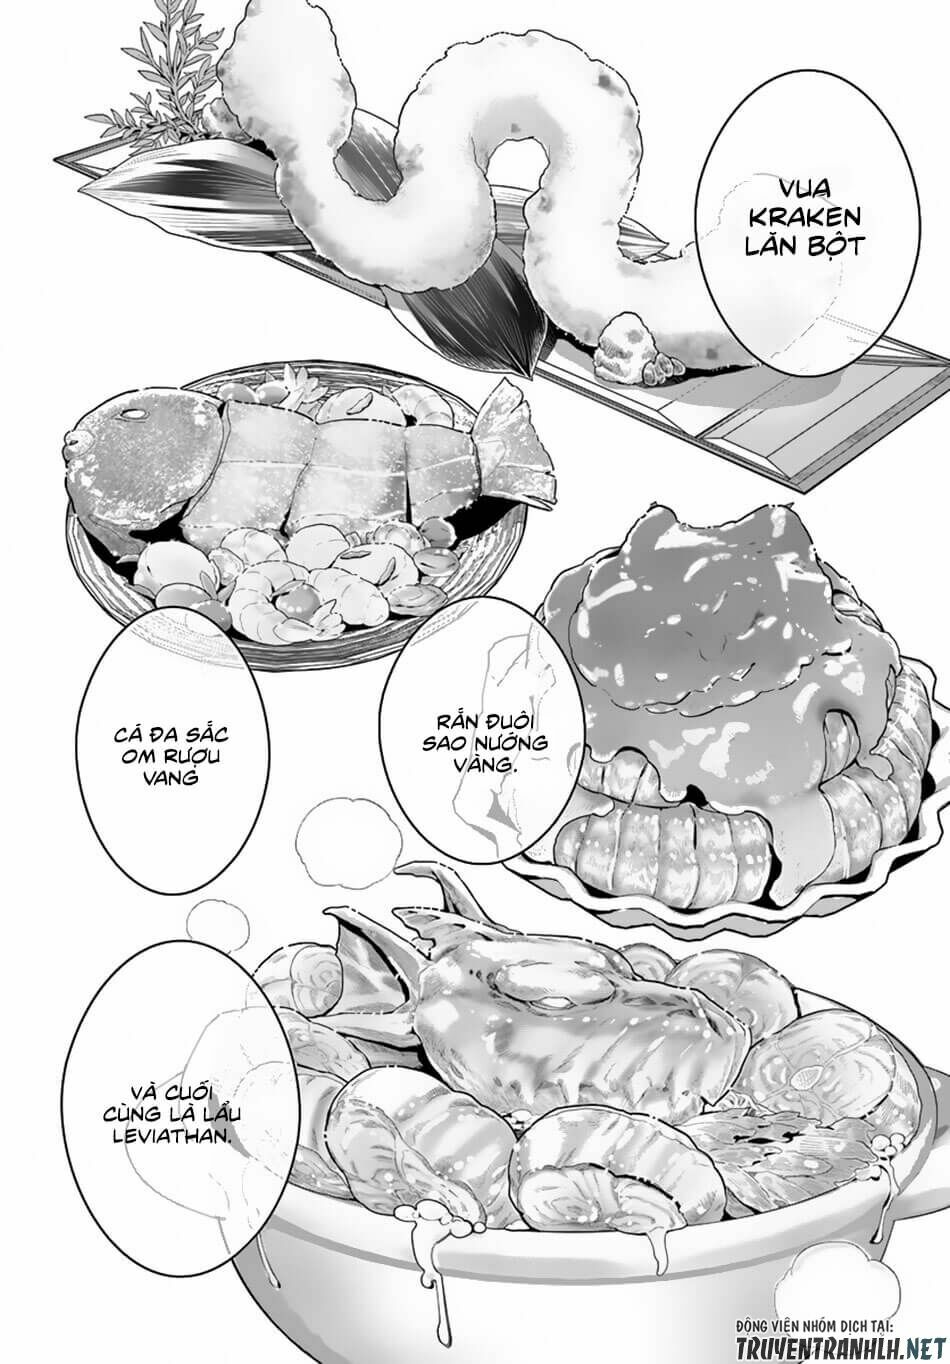 VUA
KRAKEN
LĂN BỘT
RẮN ĐUÔI
SAO NƯỚNG
VÀNG.
CÁ ĐA SẮC
OM RƯỢU
VANG
VÀ CUỐI
CÙNG LÀ LẨU
LEVIATHAN.
ĐỘNG VIÊN NHÓM DỊCH TẠI:
TRUYENTRANHLH.NET